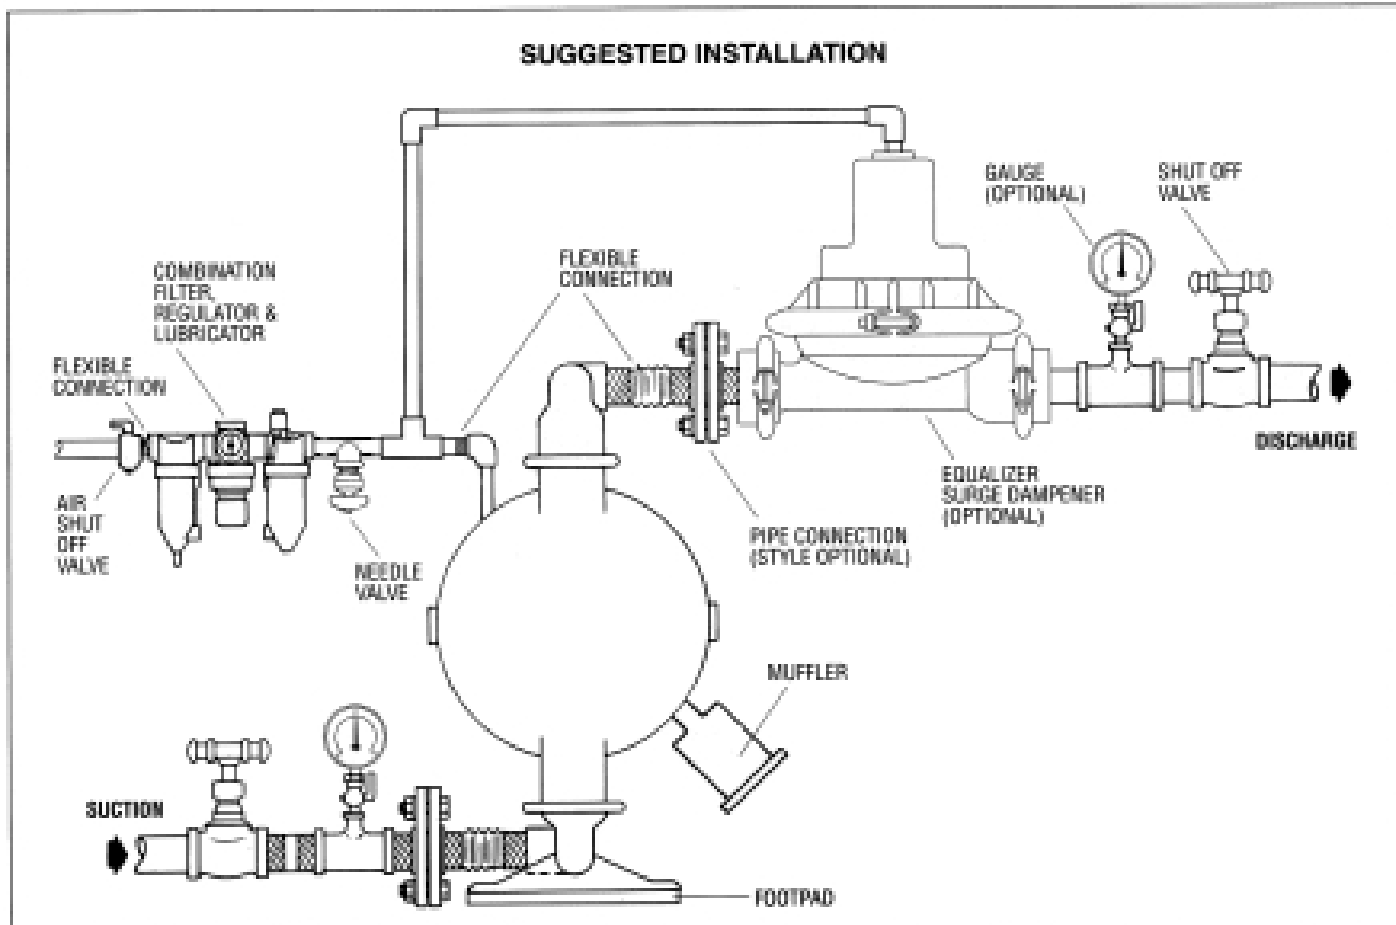 SUGGESTED INSTALLATION
GAUGE
(OPTIONAL)
SHUT OFF
VALVE
FLEXIBLE
CONNECTION
COMBINATION
FILTER,
REGULATOR &
LUBRICATOR
FLEXIBLE
CONNECTION
DISCHARGE
EQUALIZER
SURGE DAMPENER
(OPTIONAL)
AIR
SHUT
OFF
VALVE
PIPE CONNECTION
(STYLE OPTIONAL)
NEEDLE
VALVE
MUFFLER
SUCTION
FOOTPAD